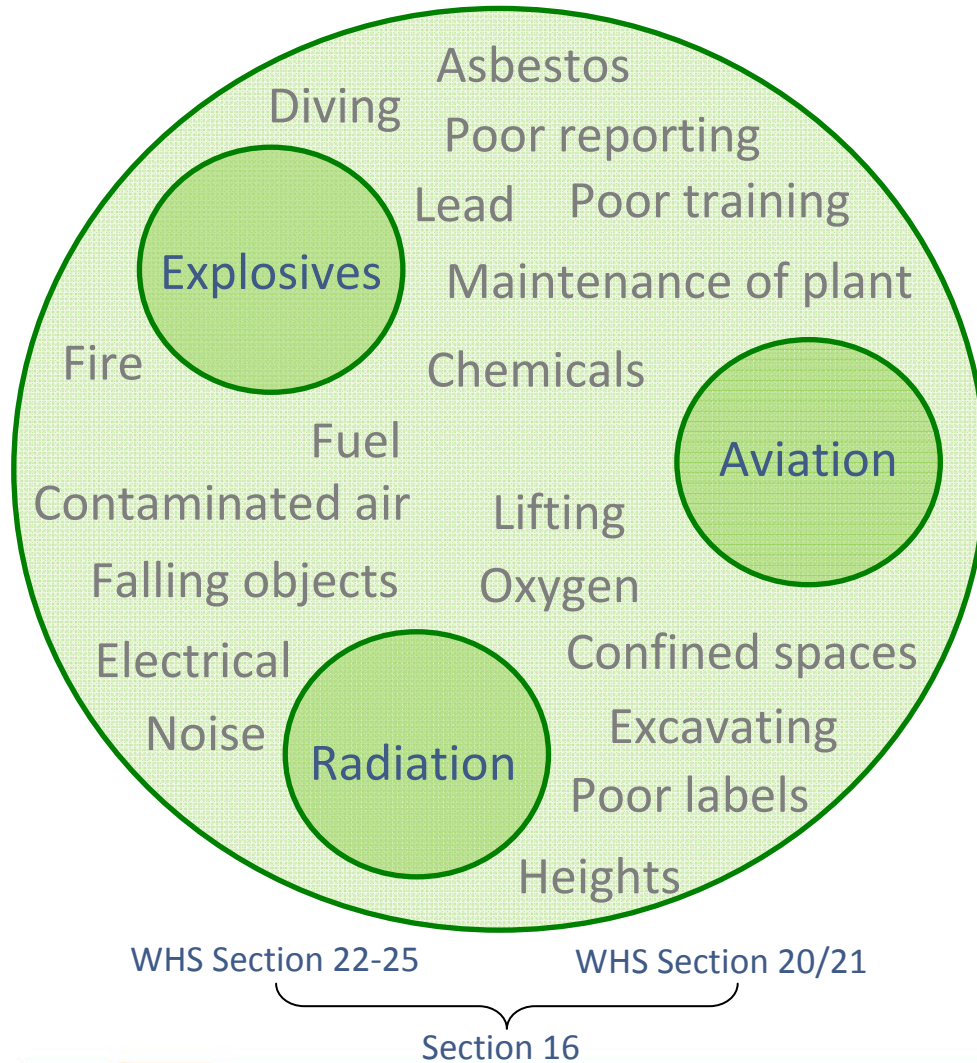 Asbestos
Diving
Poor reporting
Lead
Poor training
Explosives
Maintenance of plant
Fire
Chemicals
Fuel
Aviation
Contaminated air
Lifting
Falling objects
Oxygen
Electrical
Confined spaces
Noise
Excavating
Radiation
Poor labels
Heights
WHS Section 22-25
WHS Section 20/21
Section 16